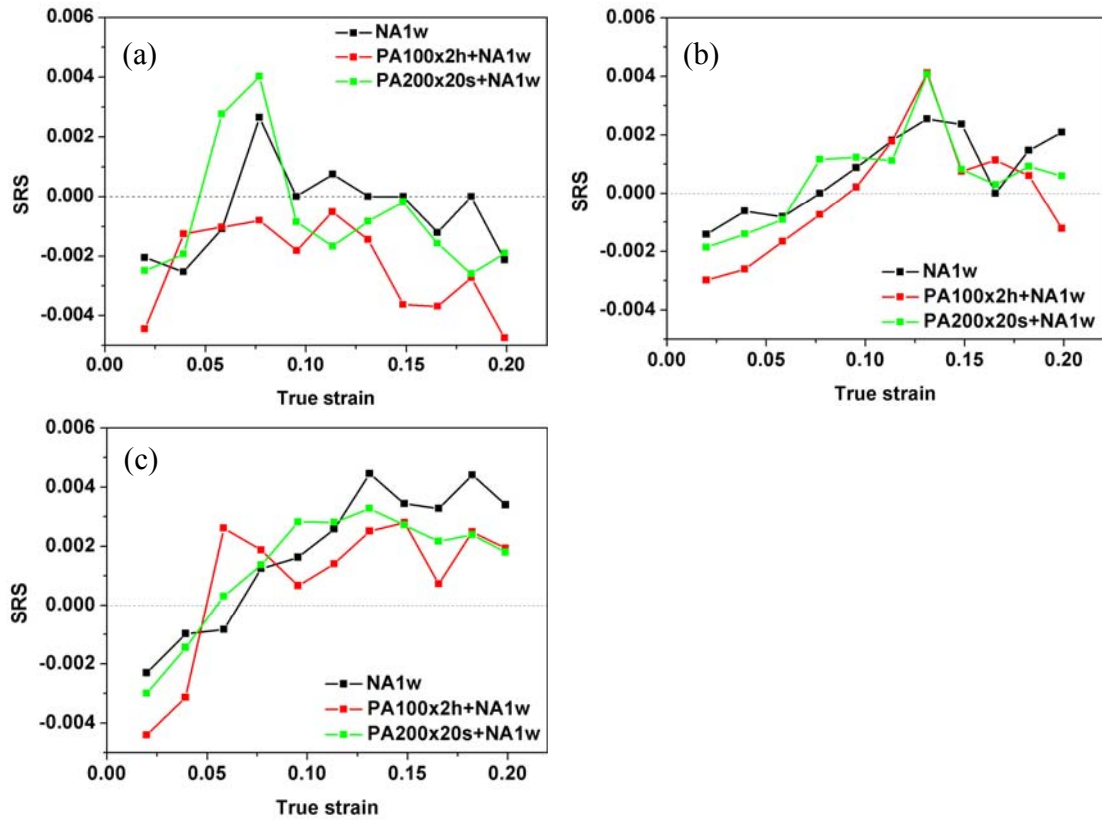 (a)
NA1w
PA100x2h+NA1w
PA200x20s+NA1w
0.006
0.004
0.002
0.000
-0.002
-0.004
SRS
0.00
0.05
0.10
0.15
0.20
True strain
(b)
NA1w
PA100x2h+NA1w
PA200x20s+NA1w
0.006
0.004
0.002
0.000
-0.002
-0.004
SRS
0.00
0.05
0.10
0.15
0.20
True strain
(c)
NA1w
PA100x2h+NA1w
PA200x20s+NA1w
0.006
0.004
0.002
0.000
-0.002
-0.004
SRS
0.00
0.05
0.10
0.15
0.20
True strain